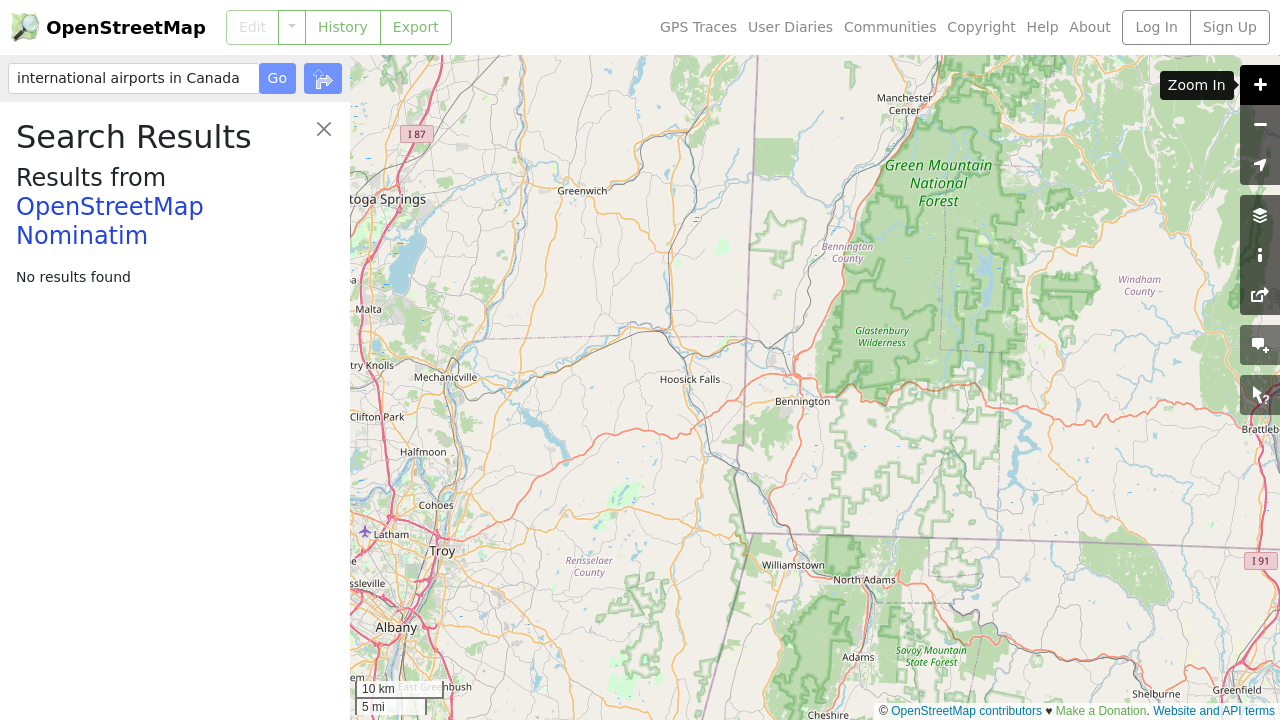 OpenStreetMap
Edit
History
Export
GPS Traces
User Diaries
Communities
Copyright
Help
About
Log In
Sign Up
international airports in Canada
Go
Search Results
Results from
OpenStreetMap
Nominatim
No results found
Zoom In
Manchester
Center
I 87
Green Mountain
National
Forest
Greenwich
toga Springs
Bennington
County
Windham
County
Malta
Glastenbury
Wilderness
try Knolls
Mechanicville
Hoosick Falls
Bennington
Clifton Park
Brattleb
Halfmoon
Cohoes
Latham
Troy
Rensselaer
County
Williamstown
North Adams
I 91
ssleville
Albany
Adams
Savoy Mountain
State Forest
em
East Greenbush
Shelburne
Greenfield
Cheshire
10 km
5 mi
© OpenStreetMap contributors ♥ Make a Donation. Website and API terms